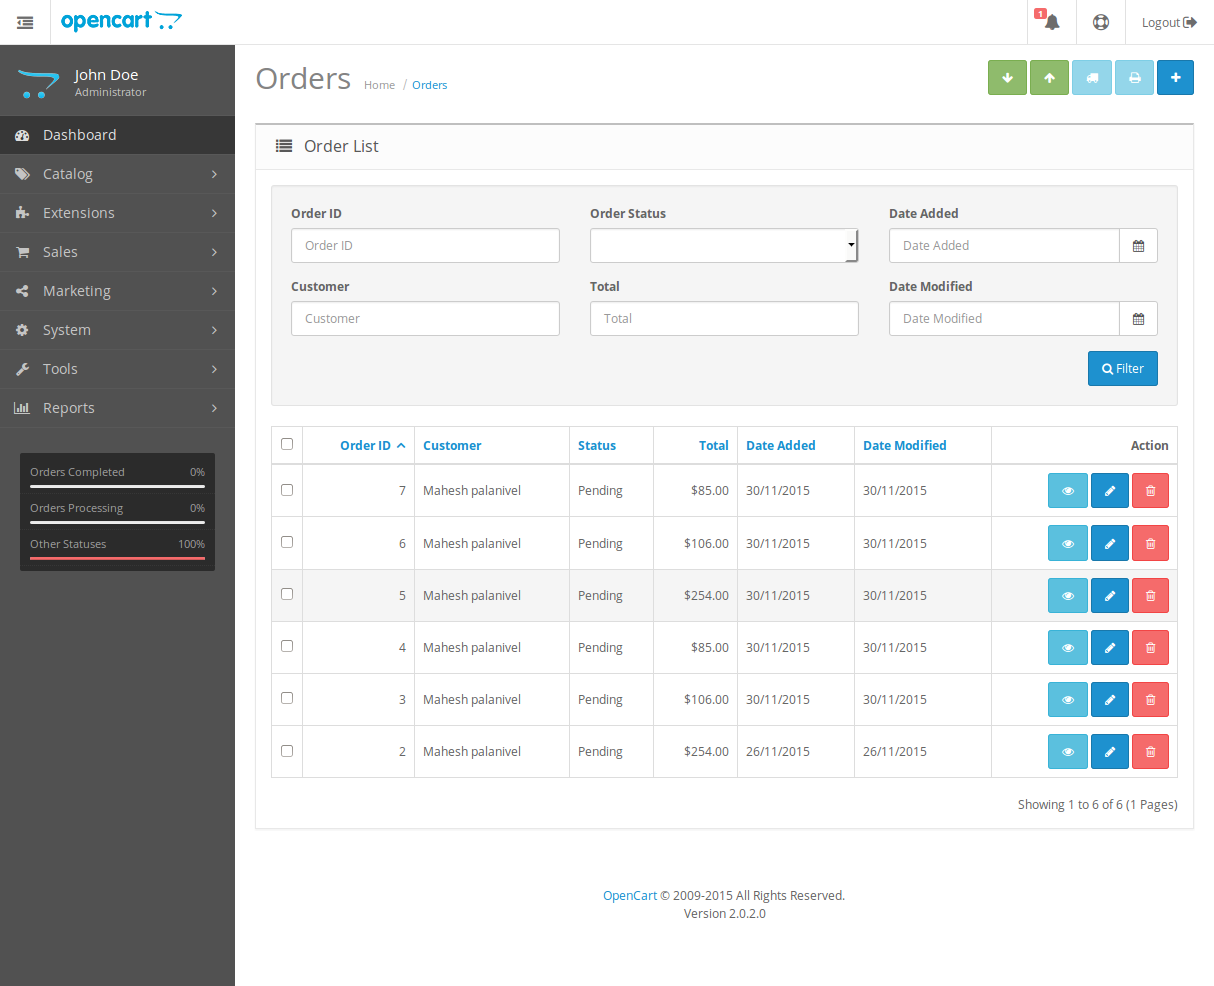 opencart
1
Logout
John Doe
Administrator
Dashboard
Catalog
Extensions
Sales
Marketing
System
Tools
Reports
Orders Completed 0%
Orders Processing 0%
Other Statuses 100%
Orders Home / Orders
Order List
Order ID Order Status Date Added
Order ID Date Added
Customer Total Date Modified
Customer Total Date Modified
Filter
Order ID Customer Status Total Date Added Date Modified Action
7 Mahesh palanivel Pending $85.00 30/11/2015 30/11/2015
6 Mahesh palanivel Pending $106.00 30/11/2015 30/11/2015
5 Mahesh palanivel Pending $254.00 30/11/2015 30/11/2015
4 Mahesh palanivel Pending $85.00 30/11/2015 30/11/2015
3 Mahesh palanivel Pending $106.00 30/11/2015 30/11/2015
2 Mahesh palanivel Pending $254.00 26/11/2015 26/11/2015
Showing 1 to 6 of 6 (1 Pages)
OpenCart © 2009-2015 All Rights Reserved.
Version 2.0.2.0